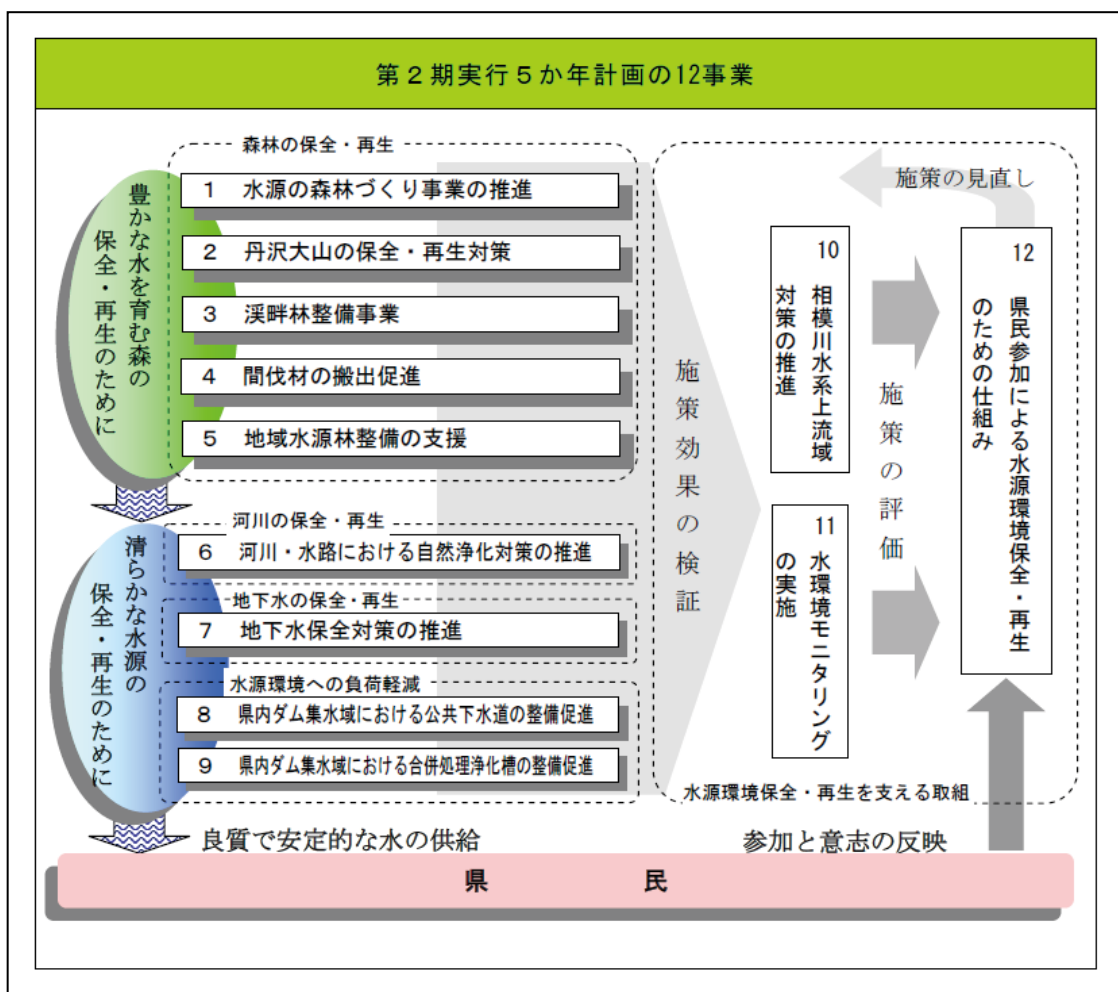 第２期実行５か年計画の12事業
豊かな水を育む森の
保全・再生のために
森林の保全・再生
１ 水源の森林づくり事業の推進
２ 丹沢大山の保全・再生対策
３ 渓畔林整備事業
４ 間伐材の搬出促進
５ 地域水源林整備の支援
清らかな水源の
保全・再生のために
河川の保全・再生
６ 河川・水路における自然浄化対策の推進
地下水の保全・再生
７ 地下水保全対策の推進
水源環境への負荷軽減
８ 県内ダム集水域における公共下水道の整備促進
９ 県内ダム集水域における合併処理浄化槽の整備促進
施策効果の検証
10 相模川水系上流域
対策の推進
11 水環境モニタリング
の実施
施策の評価
12 県民参加による水源環境保全・再生
のための仕組み
施策の見直し
水源環境保全・再生を支える取組
良質で安定的な水の供給
参加と意志の反映
県 民